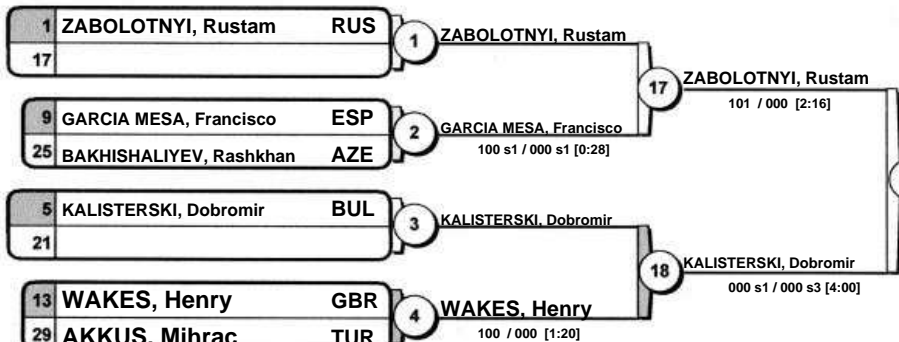 1 ZABOLOTNYI, Rustam RUS
17
1
ZABOLOTNYI, Rustam
9 GARCIA MESA, Francisco ESP
25 BAKHISHALIYEV, Rashkhan AZE
2
GARCIA MESA, Francisco
100 s1 / 000 s1 [0:28]
17
ZABOLOTNYI, Rustam
101 / 000 [2:16]
5 KALISTERSKI, Dobromir BUL
21
3
KALISTERSKI, Dobromir
13 WAKES, Henry GBR
29 AKKUS, Mibrac TUR
4
WAKES, Henry
100 / 000 [1:20]
18
KALISTERSKI, Dobromir
000 s1 / 000 s3 [4:00]